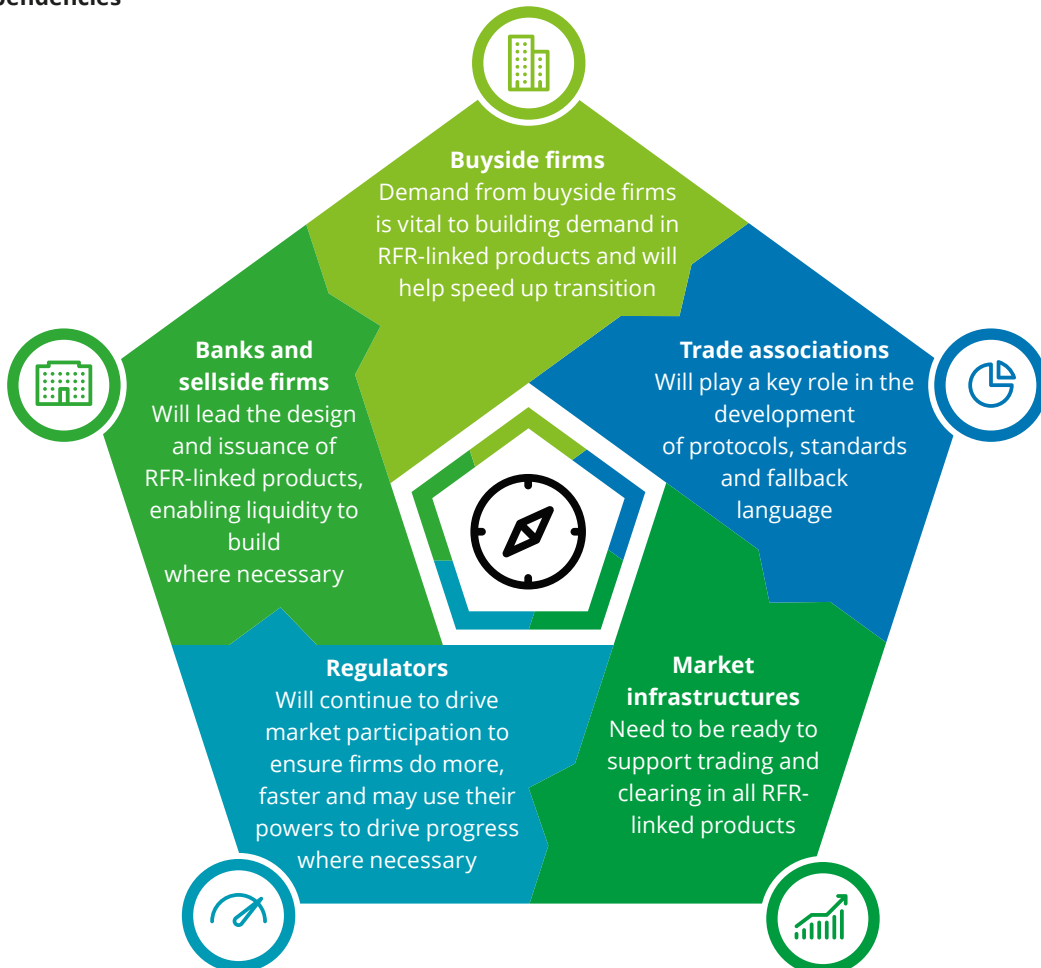 Buyside firms
Demand from buyside firms
is vital to building demand in
RFR-linked products and will
help speed up transition
Banks and
sellside firms
Will lead the design
and issuance of
RFR-linked products,
enabling liquidity to
build
where necessary
Trade associations
Will play a key role in the
development
of protocols, standards
and fallback
language
Regulators
Will continue to drive
market participation to
ensure firms do more,
faster and may use their
powers to drive progress
where necessary
Market
infrastructures
Need to be ready to
support trading and
clearing in all RFR-
linked products